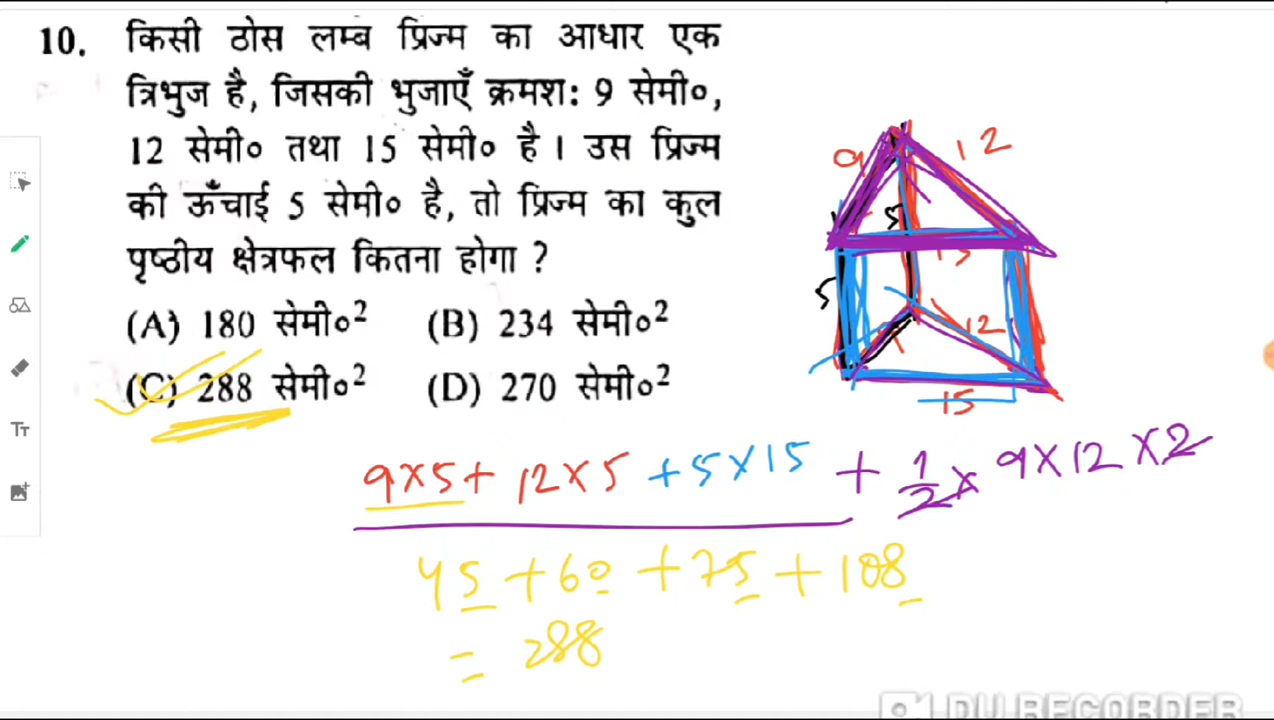 10. किसी ठोस लम्ब प्रिज्म का आधार एक
त्रिभुज है, जिसकी भुजाएँ क्रमश: 9 सेमी०,
12 सेमी० तथा 15 सेमी० है। उस प्रिज्म
की ऊँचाई 5 सेमी० है, तो प्रिज्म का कुल
पृष्ठीय क्षेत्रफल कितना होगा ?
(A) 180 सेमी०² (B) 234 सेमी०²
(C) 288 सेमी०² (D) 270 सेमी०²
9 12
5
15
5
12
15
9×5+ 12×5 +5×15 + 1/2 × 9×12×2
45+60+75+108
= 288
Tт
DU RECORDER